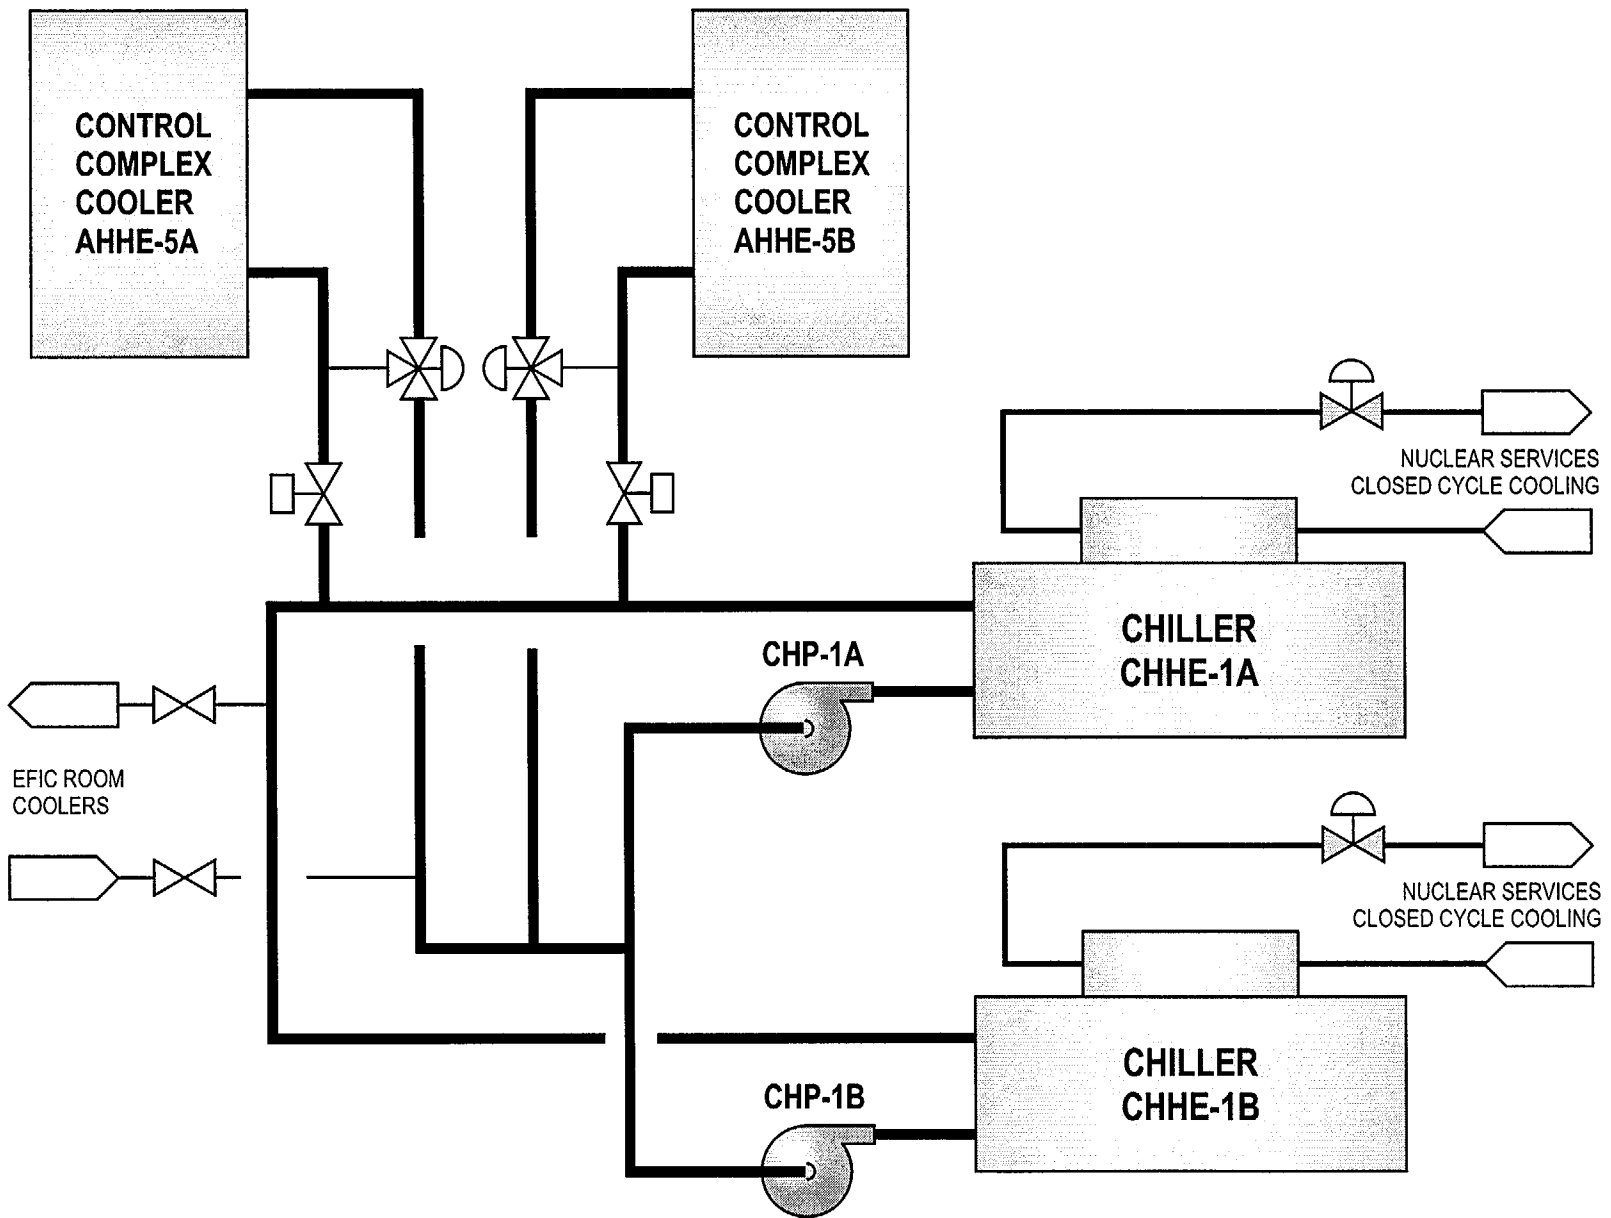 CONTROL
COMPLEX
COOLER
AHHE-5A
CONTROL
COMPLEX
COOLER
AHHE-5B
NUCLEAR SERVICES
CLOSED CYCLE COOLING
CHILLER
CHHE-1A
CHP-1A
EFIC ROOM
COOLERS
NUCLEAR SERVICES
CLOSED CYCLE COOLING
CHILLER
CHHE-1B
CHP-1B